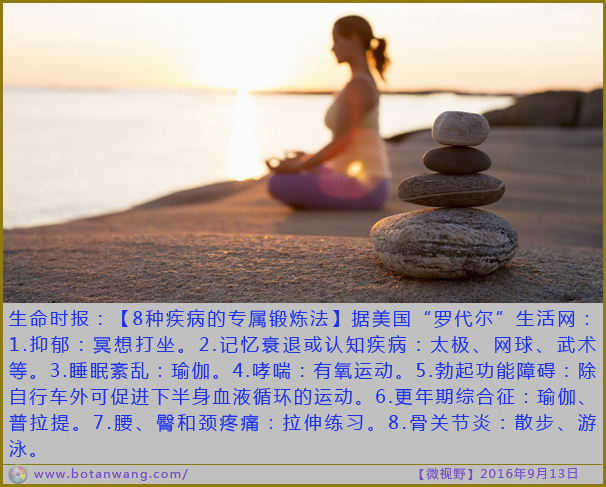 生命时报：【8种疾病的专属锻炼法】据美国“罗代尔”生活网：
1.抑郁：冥想打坐。2.记忆衰退或认知疾病：太极、网球、武术
等。3.睡眠紊乱：瑜伽。4.哮喘：有氧运动。5.勃起功能障碍：除
自行车外可促进下半身血液循环的运动。6.更年期综合征：瑜伽、
普拉提。7.腰、臀和颈疼痛：拉伸练习。8.骨关节炎：散步、游
泳。
www.botanwang.com/ 【微视野】2016年9月13日